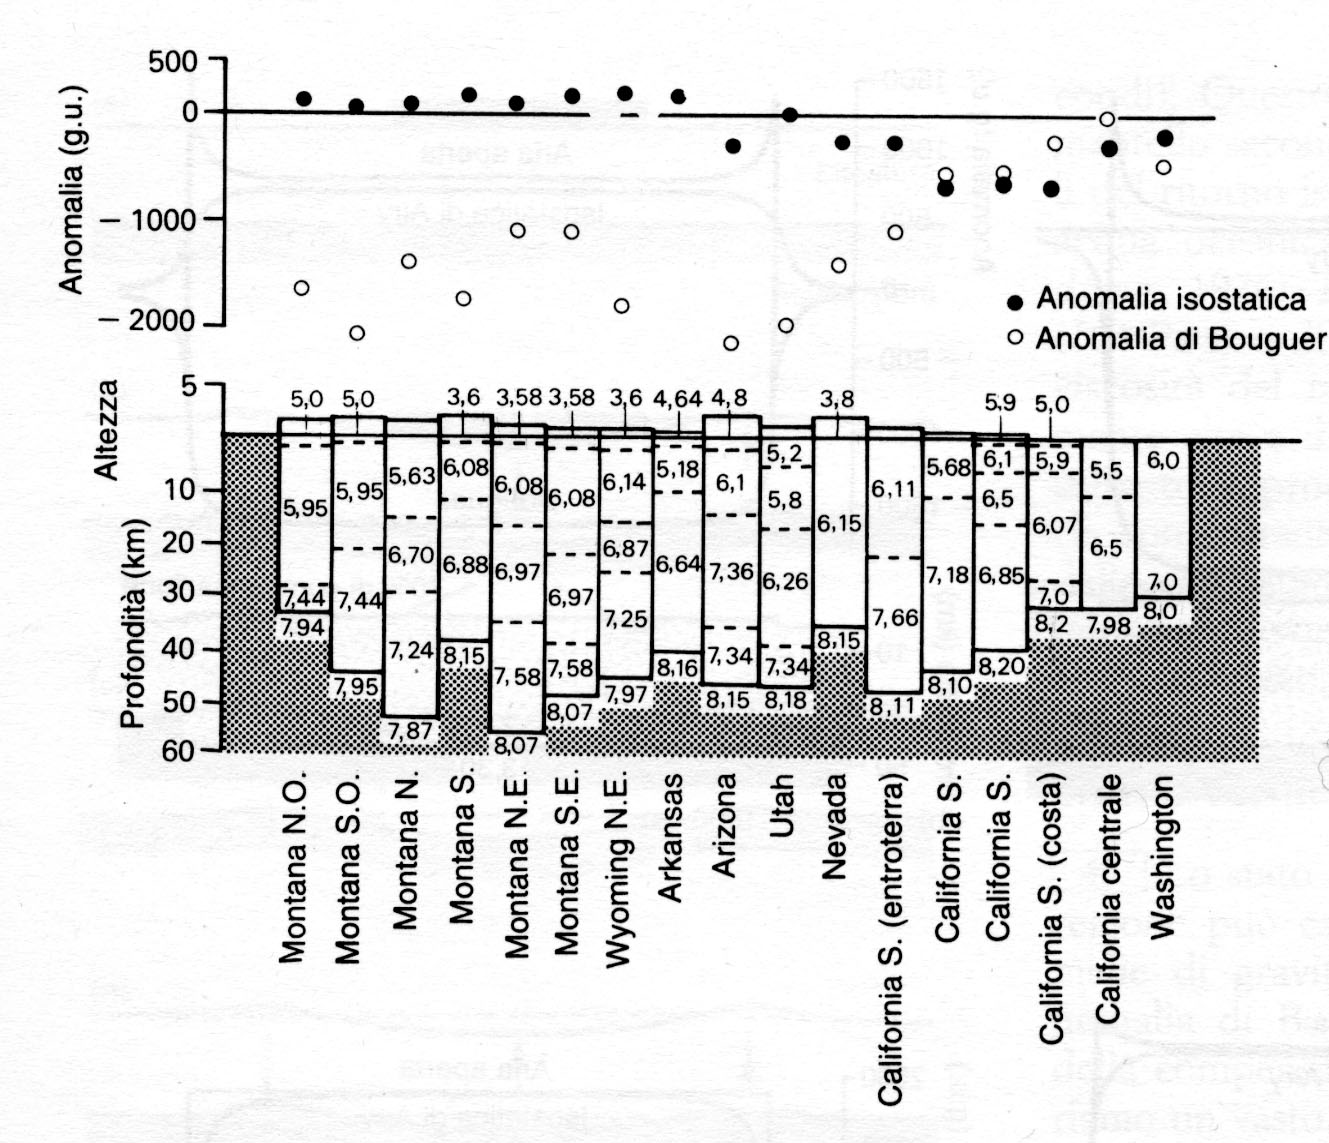 500
0
– 1000
– 2000
Anomalia (g.u.)
Anomalia isostatica
Anomalia di Bouguer
5
10
20
30
40
50
60
Altezza
Profondità (km)
5,0 5,0 3,6 3,58 3,58 3,6 4,64 4,8 3,8 5,9 5,0
5,95 7,44 7,94
5,95 7,44 7,95
5,63 6,70 7,24 7,87
6,08 6,88 8,15
6,08 6,97 7,58 8,07
6,08 6,97 7,58 8,07
6,14 6,87 7,25 7,97
5,18 6,64 8,16
6,1 7,36 7,34 8,15
5,2 5,8 6,26 7,34 8,18
6,15 8,15
6,11 7,66 8,11
5,68 7,18 8,10
6,1 6,5 6,85 8,20
5,9 6,07 7,0 8,2
5,5 6,5 7,98
6,0 7,0 8,0
Montana N.O.
Montana S.O.
Montana N.
Montana S.
Montana N.E.
Montana S.E.
Wyoming N.E.
Arkansas
Arizona
Utah
Nevada
California S. (entroterra)
California S.
California S.
California S. (costa)
California centrale
Washington